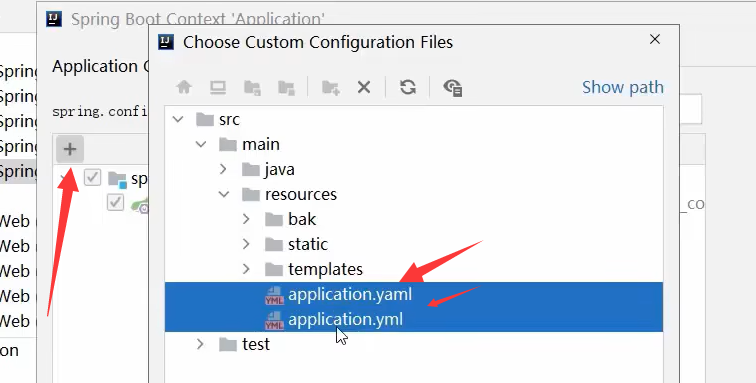 Spring Boot Context 'Application'
Choose Custom Configuration Files
Application
Show path
spring.confi
src
main
java
resources
bak
static
templates
application.yaml
application.yml
test
Spring
Spring
Spring
Spring
Spring
Web
Web
Web
Web
Web
on
sp
_co